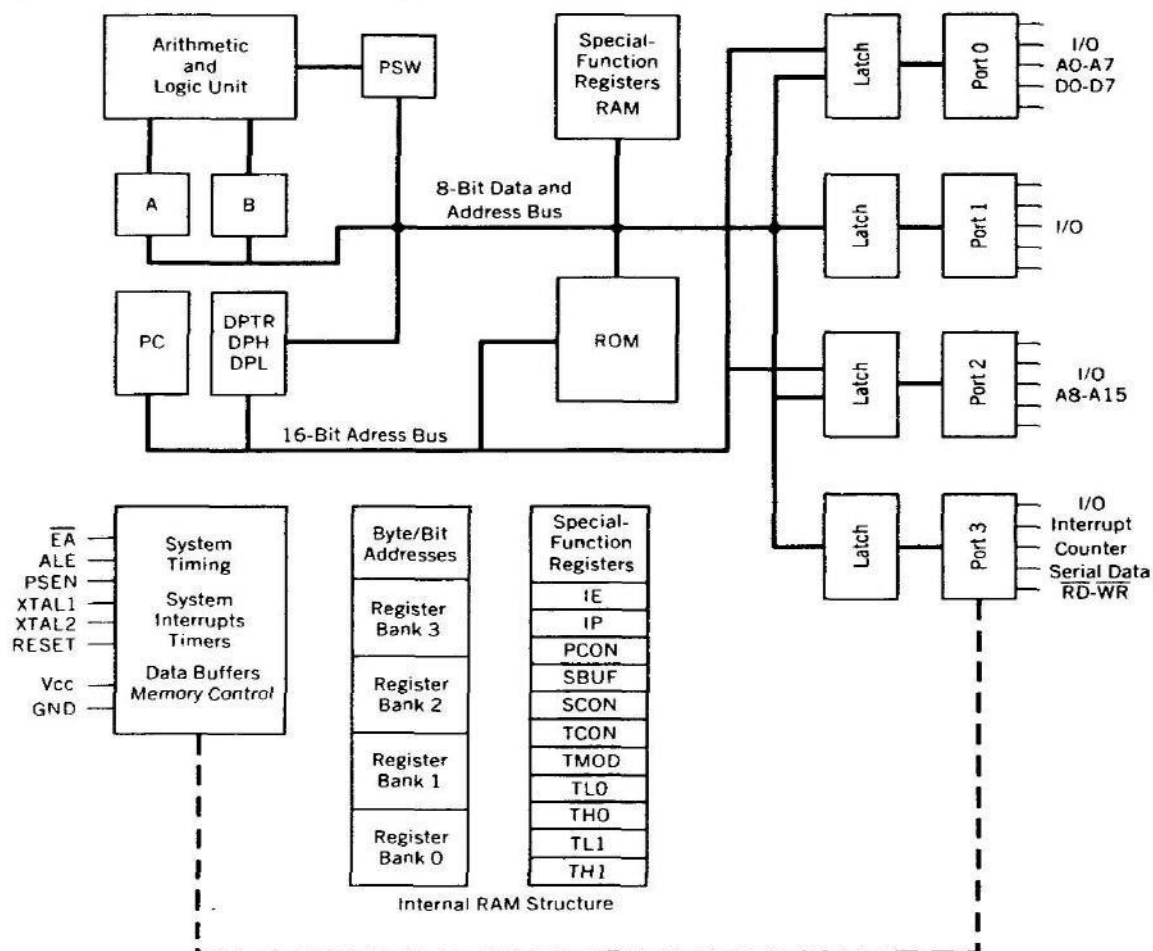 Arithmetic
and
Logic Unit
PSW
A
B
Special-
Function
Registers
RAM
8-Bit Data and
Address Bus
PC
DPTR
DPH
DPL
ROM
16-Bit Adress Bus
Latch
Port 0
I/O
A0-A7
D0-D7
Latch
Port 1
I/O
Latch
Port 2
I/O
A8-A15
Latch
Port 3
I/O
Interrupt
Counter
Serial Data
RD-WR
EA
ALE
PSEN
XTAL1
XTAL2
RESET
Vcc
GND
System
Timing
System
Interrupts
Timers
Data Buffers
Memory Control
Byte/Bit
Addresses
Register
Bank 3
Register
Bank 2
Register
Bank 1
Register
Bank 0
Special-
Function
Registers
IE
IP
PCON
SBUF
SCON
TCON
TMOD
TL0
TH0
TL1
TH1
Internal RAM Structure